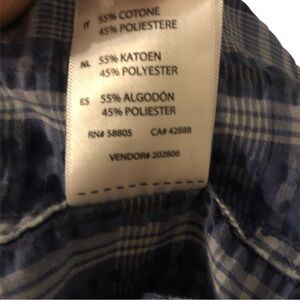 IT 55% COTONE
45% POLIESTERE
NL 55% KATOEN
45% POLYESTER
ES 55% ALGODÓN
45% POLIESTER
RN# 58805 CA# 42888
VENDOR# 202806